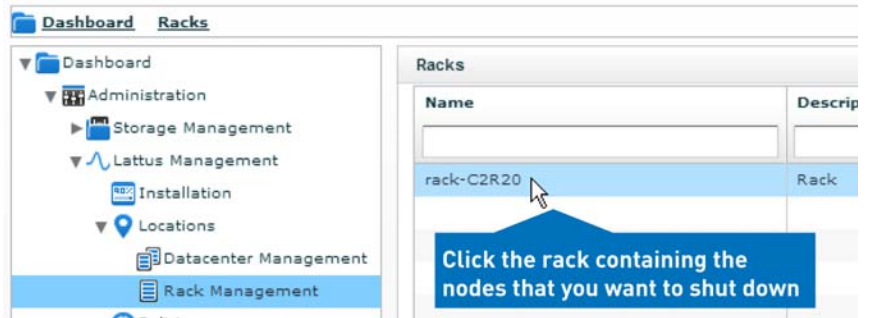 Dashboard Racks
Dashboard
Administration
Storage Management
Lattus Management
Installation
Locations
Datacenter Management
Rack Management
Racks
Name Descrip
rack-C2R20 Rack
Click the rack containing the
nodes that you want to shut down